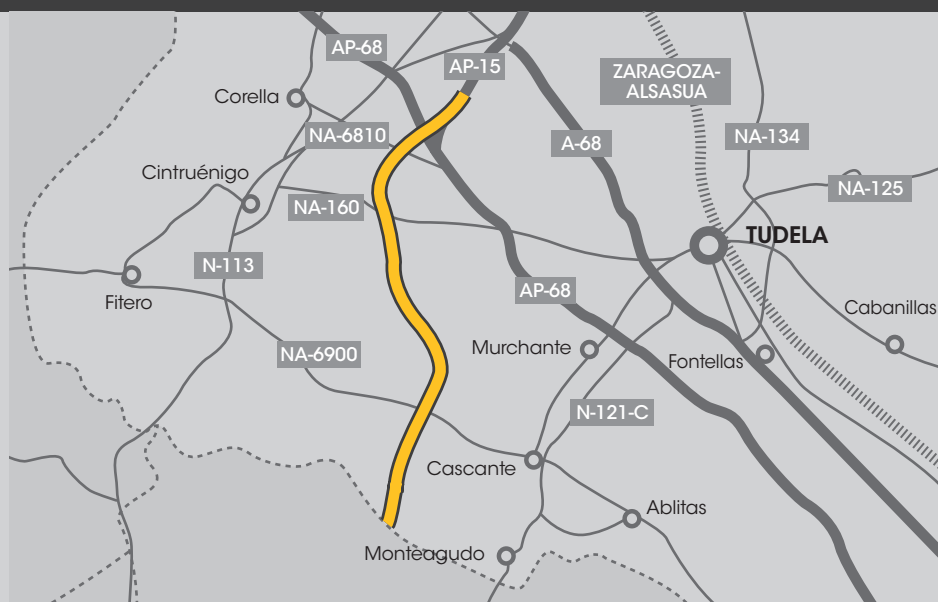 AP-68
AP-15
ZARAGOZA-
ALSASUA
Corella
NA-6810
A-68
NA-134
Cintruénigo
NA-125
NA-160
TUDELA
N-113
Fitero
AP-68
Cabanillas
NA-6900
Murchante
Fontellas
N-121-C
Cascante
Ablitas
Monteagudo